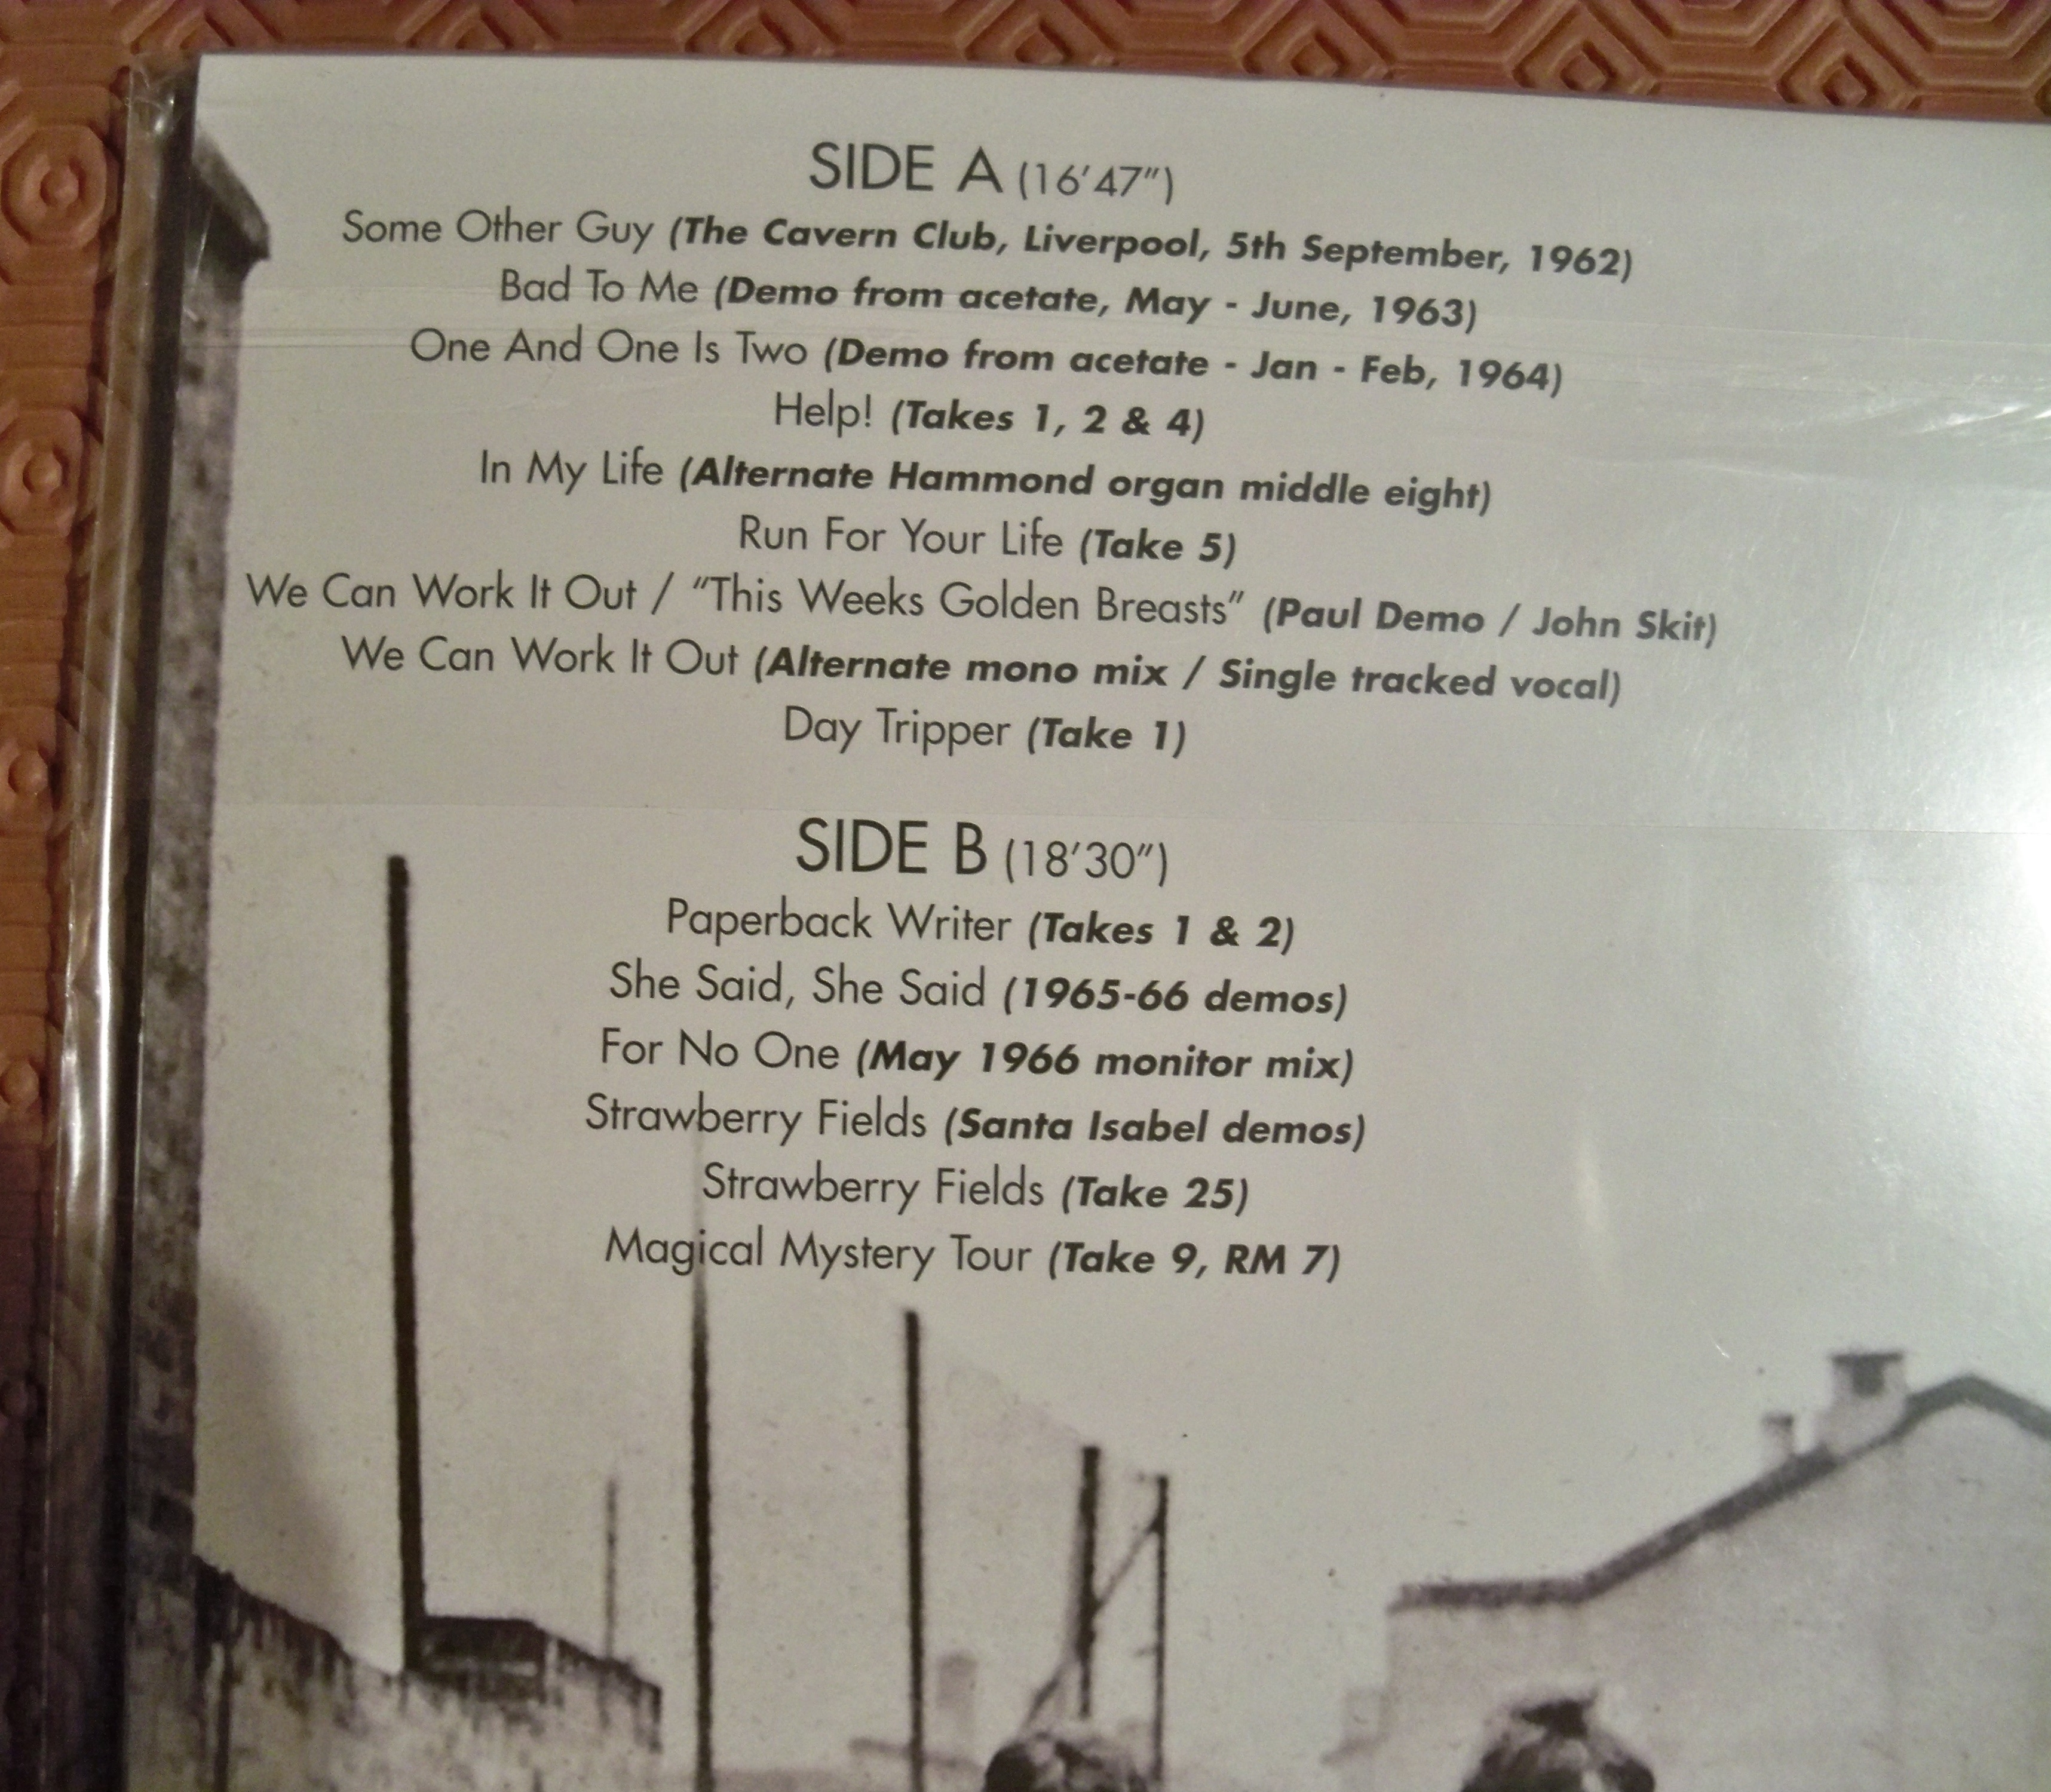 SIDE A (16’47”)
Some Other Guy (The Cavern Club, Liverpool, 5th September, 1962)
Bad To Me (Demo from acetate, May - June, 1963)
One And One Is Two (Demo from acetate - Jan - Feb, 1964)
Help! (Takes 1, 2 & 4)
In My Life (Alternate Hammond organ middle eight)
Run For Your Life (Take 5)
We Can Work It Out / “This Weeks Golden Breasts” (Paul Demo / John Skit)
We Can Work It Out (Alternate mono mix / Single tracked vocal)
Day Tripper (Take 1)
SIDE B (18’30”)
Paperback Writer (Takes 1 & 2)
She Said, She Said (1965-66 demos)
For No One (May 1966 monitor mix)
Strawberry Fields (Santa Isabel demos)
Strawberry Fields (Take 25)
Magical Mystery Tour (Take 9, RM 7)